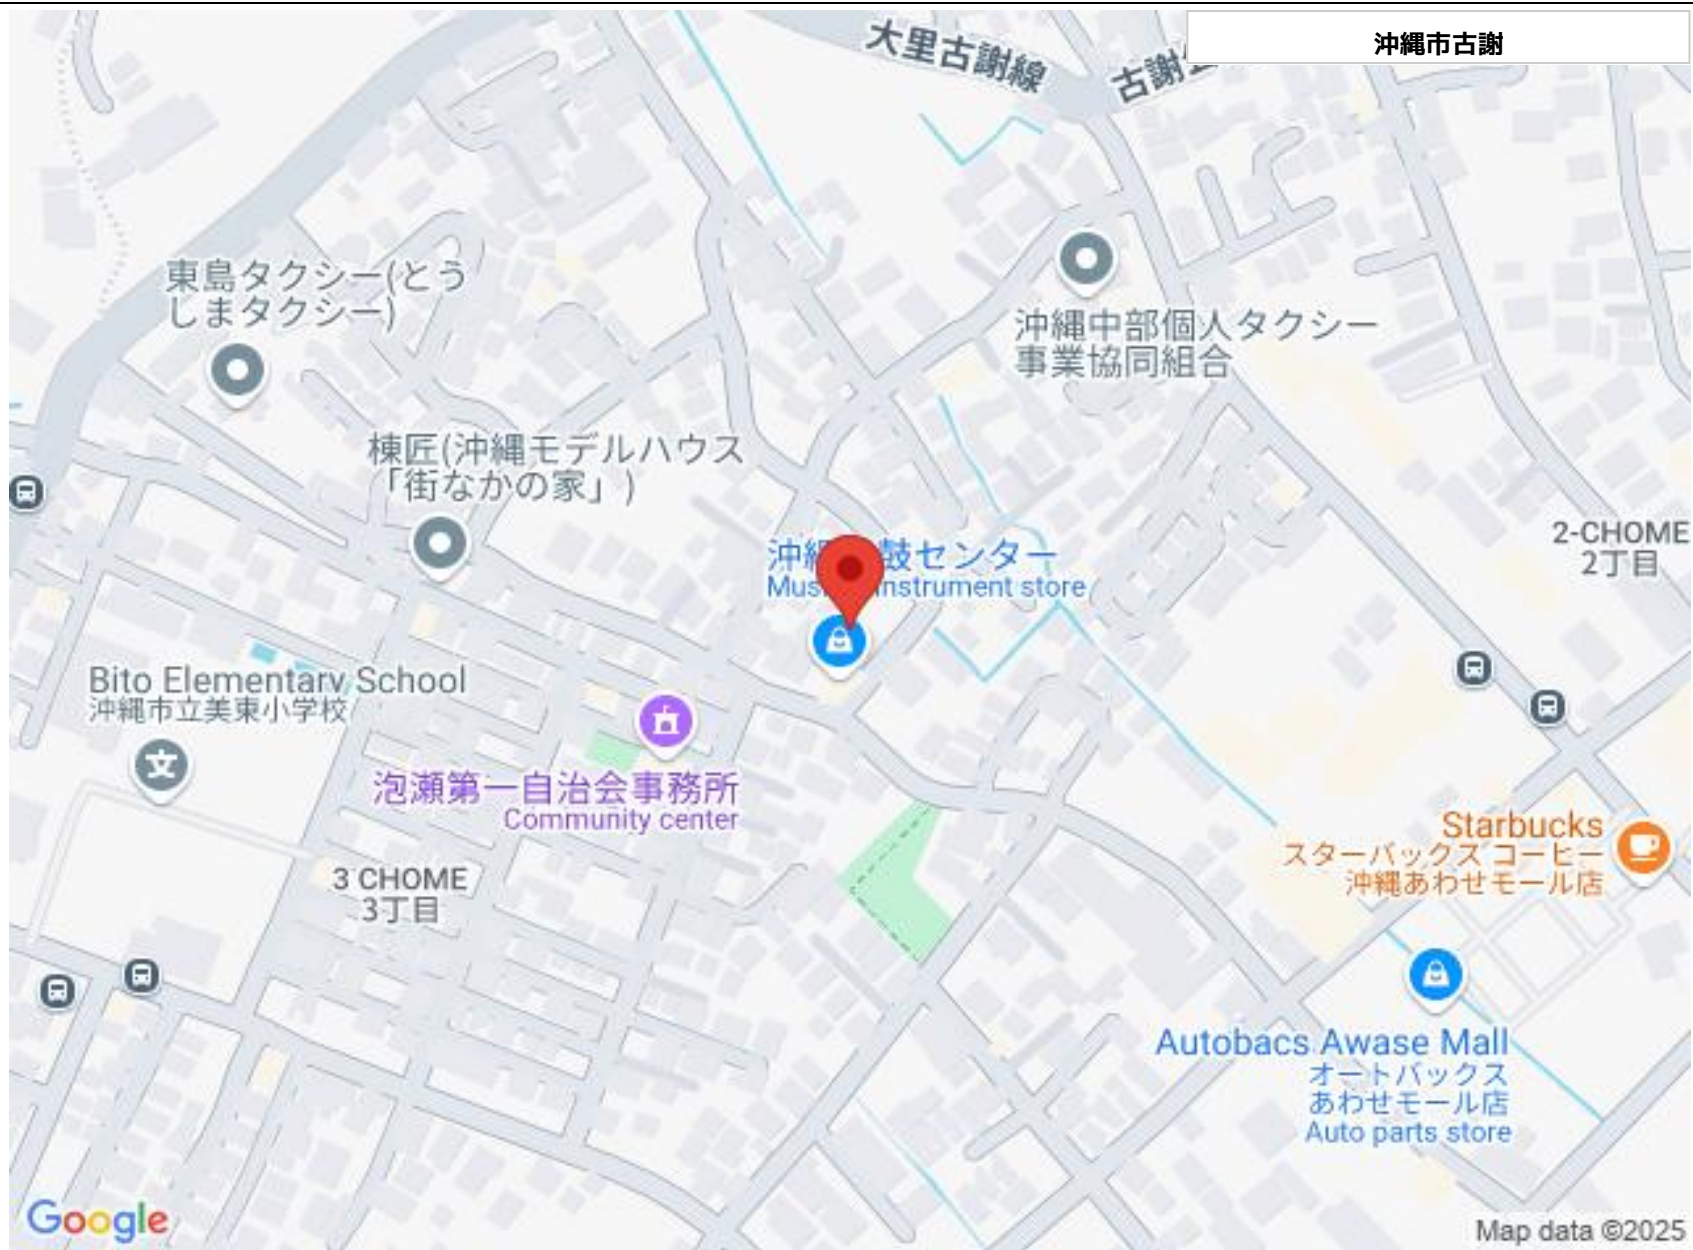 沖縄市古謝
大里古謝線
古謝
東島タクシー(とう
しまタクシー)
沖縄中部個人タクシー
事業協同組合
棟匠(沖縄モデルハウス
「街なかの家」)
2-CHOME
2丁目
沖縄 鼓センター
Mus nstrument store
Bito Elementary School
沖縄市立美東小学校
文
泡瀬第一自治会事務所
Community center
Starbucks
スターバックス コーヒー
沖縄あわせモール店
3 CHOME
3丁目
Autobacs Awase Mall
オートバックス
あわせモール店
Auto parts store
Google
Map data ©2025